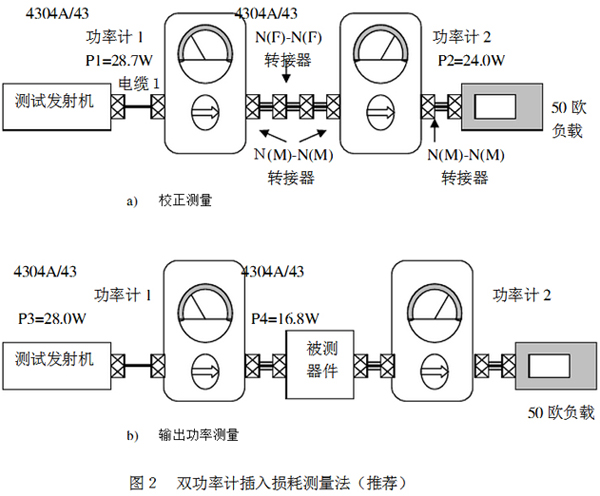 4304A/43 4304A/43
功率计 1 N(F)-N(F) 功率计 2
P1=28.7W 转接器 P2=24.0W
电缆 1
测试发射机
50 欧
负载
N(M)-N(M) N(M)-N(M)
转接器 转接器
a) 校正测量
4304A/43 4304A/43
功率计 1 功率计 2
P3=28.0W P4=16.8W
测试发射机 被测
器件
50 欧负载
b) 输出功率测量
图 2 双功率计插入损耗测量法（推荐）